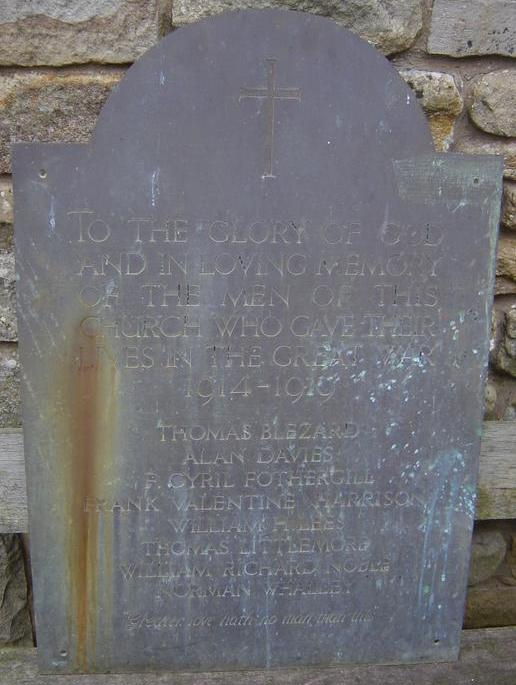 TO THE GLORY OF GOD
AND IN LOVING MEMORY
OF THE MEN OF THIS
CHURCH WHO GAVE THEIR
LIVES IN THE GREAT WAR
1914-1919
THOMAS BLEZARD
ALAN DAVIES
F. CYRIL FOTHERGILL
FRANK VALENTINE HARRISON
WILLIAM H. LEES
THOMAS LITTLEMORE
WILLIAM RICHARD NOBLE
NORMAN WHALLEY
"Greater love hath no man than this"